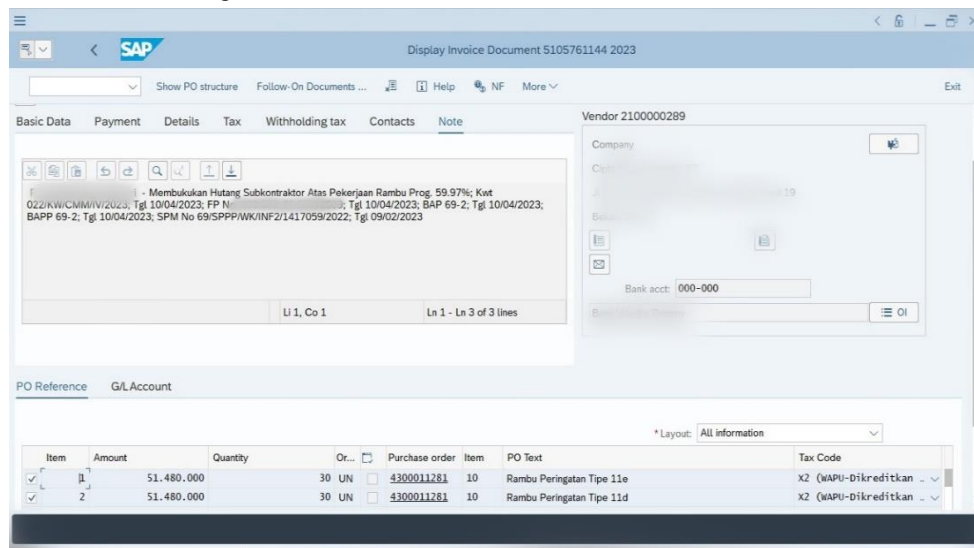 SAP
Display Invoice Document 5105761144 2023
Show PO structure Follow-On Documents ... Help NF More Exit
Basic Data Payment Details Tax Withholding tax Contacts Note
Vendor 2100000289
Company
- Membukukan Hutang Subkontraktor Atas Pekerjaan Rambu Prog. 59.97%; Kwt
022/KW/CMM/IV/2023; Tgl 10/04/2023; FP Tgl 10/04/2023; BAP 69-2; Tgl 10/04/2023;
BAPP 69-2; Tgl 10/04/2023; SPM No 69/SPPP/WK/INF2/1417059/2022; Tgl 09/02/2023
Bank acct: 000-000
Li 1, Co 1 Ln 1 - Ln 3 of 3 lines
OI
PO Reference G/L Account
*Layout: All information
Item Amount Quantity Or... Purchase order Item PO Text Tax Code
1 51.480.000 30 UN 4300011281 10 Rambu Peringatan Tipe 11e X2 (WAPU-Dikreditkan _
2 51.480.000 30 UN 4300011281 10 Rambu Peringatan Tipe 11d X2 (WAPU-Dikreditkan _